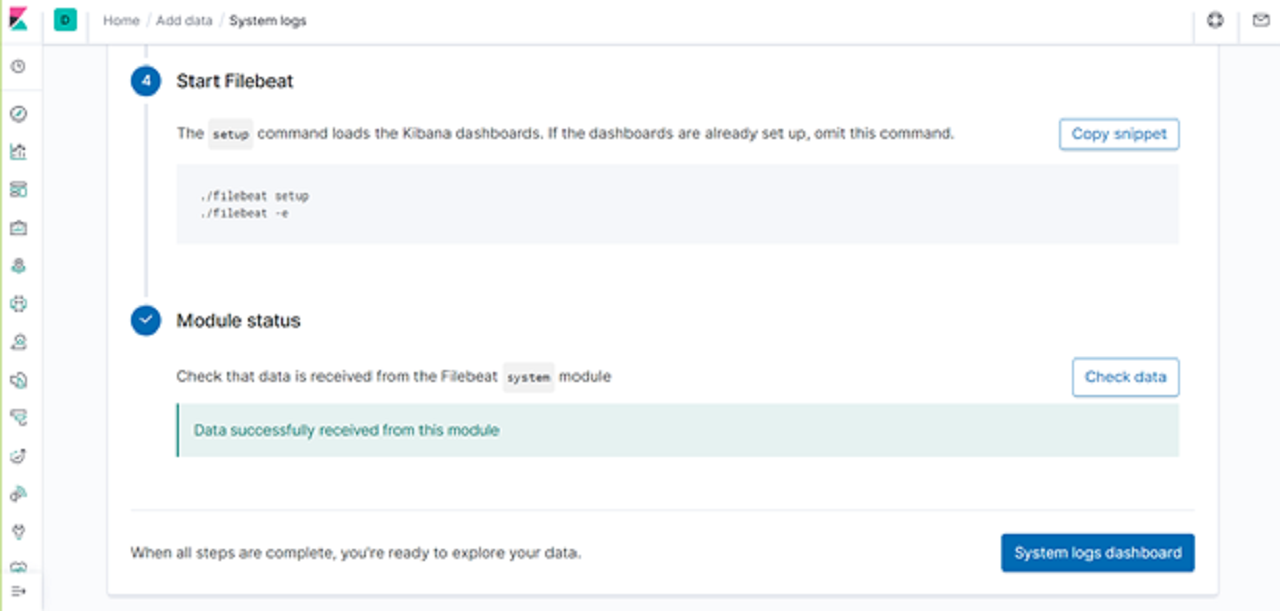 D Home / Add data / System logs
4 Start Filebeat
The setup command loads the Kibana dashboards. If the dashboards are already set up, omit this command.
Copy snippet
./filebeat setup
./filebeat -e
Module status
Check that data is received from the Filebeat system module
Check data
Data successfully received from this module
When all steps are complete, you're ready to explore your data.
System logs dashboard